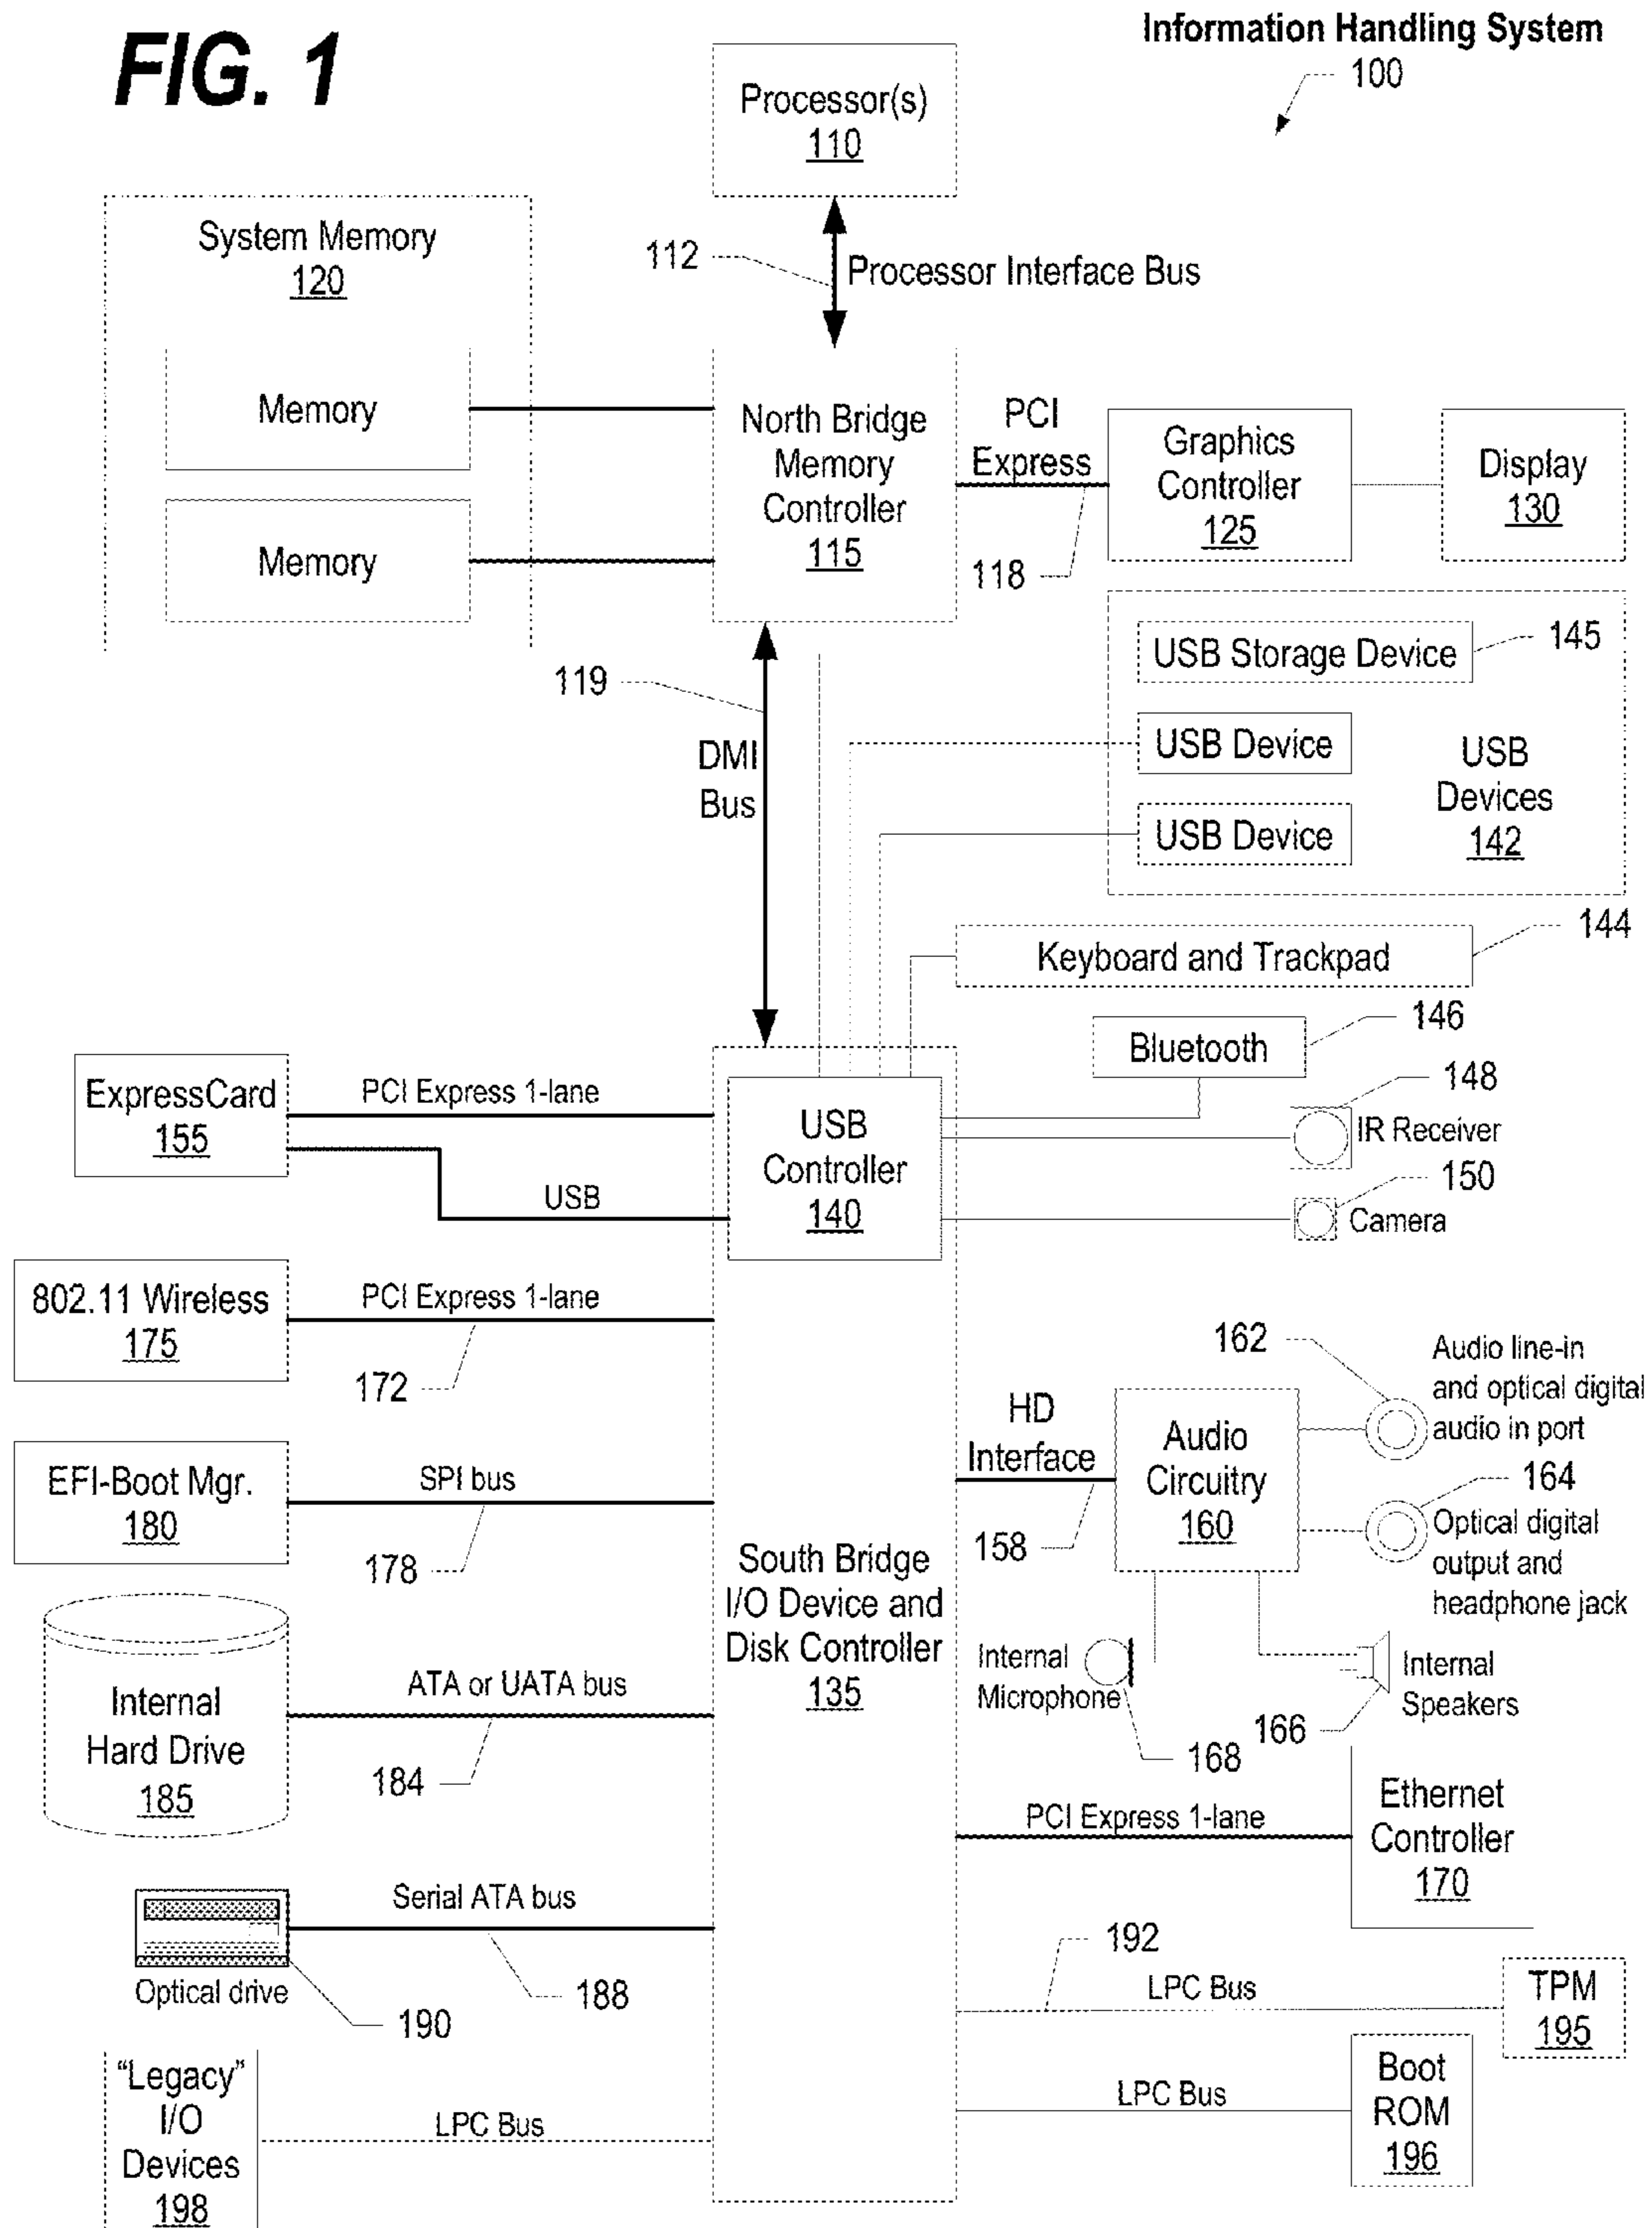 FIG. 1
Information Handling System
100
Processor(s)
110
System Memory
120
112
Processor Interface Bus
Memory
Memory
North Bridge
Memory
Controller
115
PCI
Express
118
Graphics
Controller
125
Display
130
119
DMI
Bus
USB Storage Device
145
USB Device
USB Device
USB
Devices
142
Keyboard and Trackpad
144
Bluetooth
146
148
IR Receiver
150
Camera
ExpressCard
155
PCI Express 1-lane
USB
USB
Controller
140
802.11 Wireless
175
PCI Express 1-lane
172
EFI-Boot Mgr.
180
SPI bus
178
HD
Interface
158
Audio
Circuitry
160
162
Audio line-in
and optical digital
audio in port
164
Optical digital
output and
headphone jack
South Bridge
I/O Device and
Disk Controller
135
Internal
Microphone
168
Internal
Speakers
166
Internal
Hard Drive
185
ATA or UATA bus
184
PCI Express 1-lane
Ethernet
Controller
170
Serial ATA bus
188
Optical drive
190
192
LPC Bus
TPM
195
"Legacy"
I/O
Devices
198
LPC Bus
LPC Bus
Boot
ROM
196